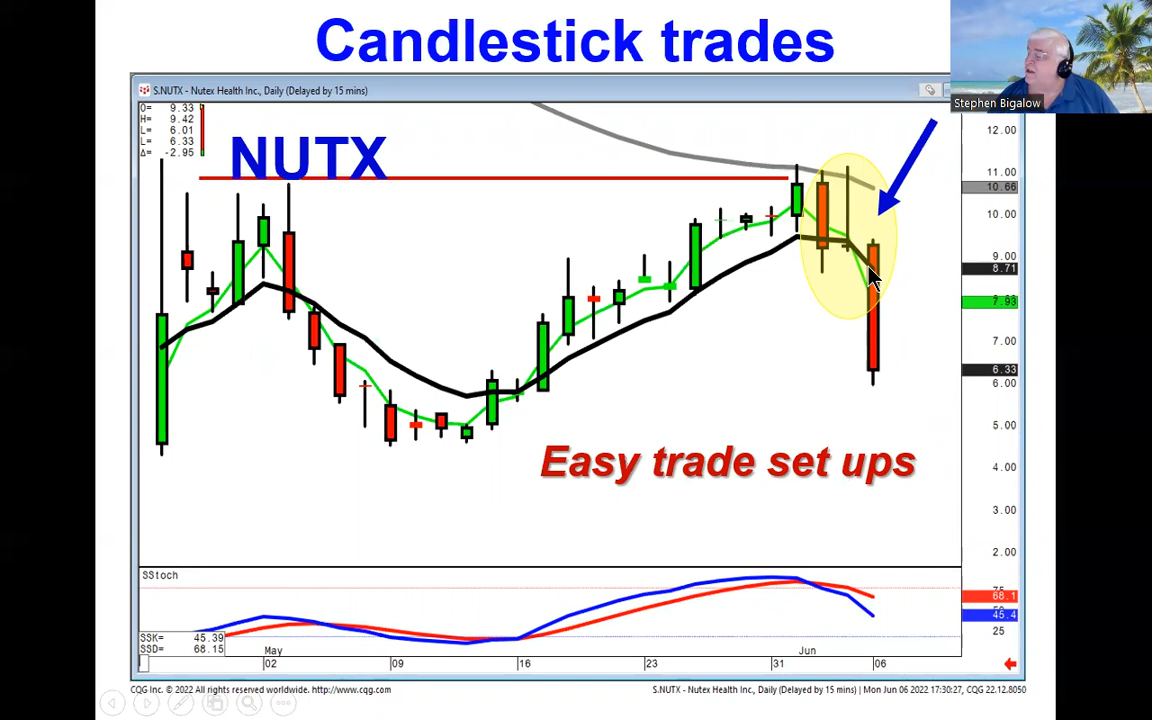 Candlestick trades
Stephen Bigalow
S.NUTX - Nutex Health Inc., Daily (Delayed by 15 mins)
O= 9.33
H= 9.42
L= 6.01
L= 6.33
Δ= -2.95
NUTX
12.00
11.00
10.66
10.00
9.00
8.71
7.93
7.00
6.33
6.00
5.00
4.00
3.00
2.00
Easy trade set ups
SStoch
75
68.1
45.4
25
SSK= 45.39
SSD= 68.15
May
Jun
02
09
16
23
31
06
CQG Inc. © 2022 All rights reserved worldwide. http://www.cqg.com
S.NUTX - Nutex Health Inc., Daily (Delayed by 15 mins) | Mon Jun 06 2022 17:30:27, CQG 22.12.8050